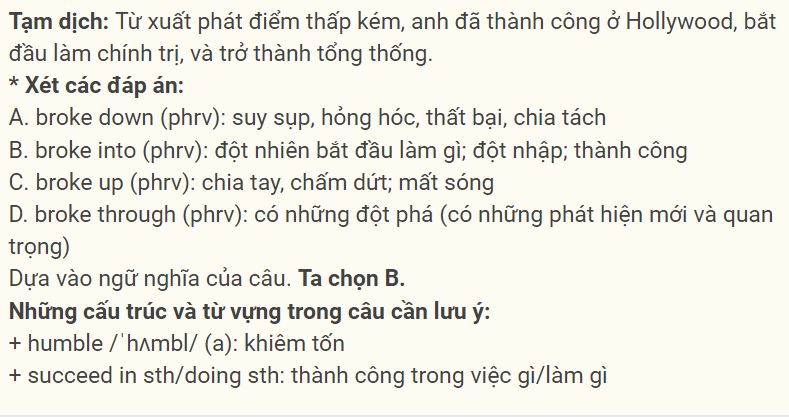 Tạm dịch: Từ xuất phát điểm thấp kém, anh đã thành công ở Hollywood, bắt
đầu làm chính trị, và trở thành tổng thống.
* Xét các đáp án:
A. broke down (phrv): suy sụp, hỏng hóc, thất bại, chia tách
B. broke into (phrv): đột nhiên bắt đầu làm gì; đột nhập; thành công
C. broke up (phrv): chia tay, chấm dứt; mất sóng
D. broke through (phrv): có những đột phá (có những phát hiện mới và quan
trọng)
Dựa vào ngữ nghĩa của câu. Ta chọn B.
Những cấu trúc và từ vựng trong câu cần lưu ý:
+ humble /ˈhʌmbl/ (a): khiêm tốn
+ succeed in sth/doing sth: thành công trong việc gì/làm gì